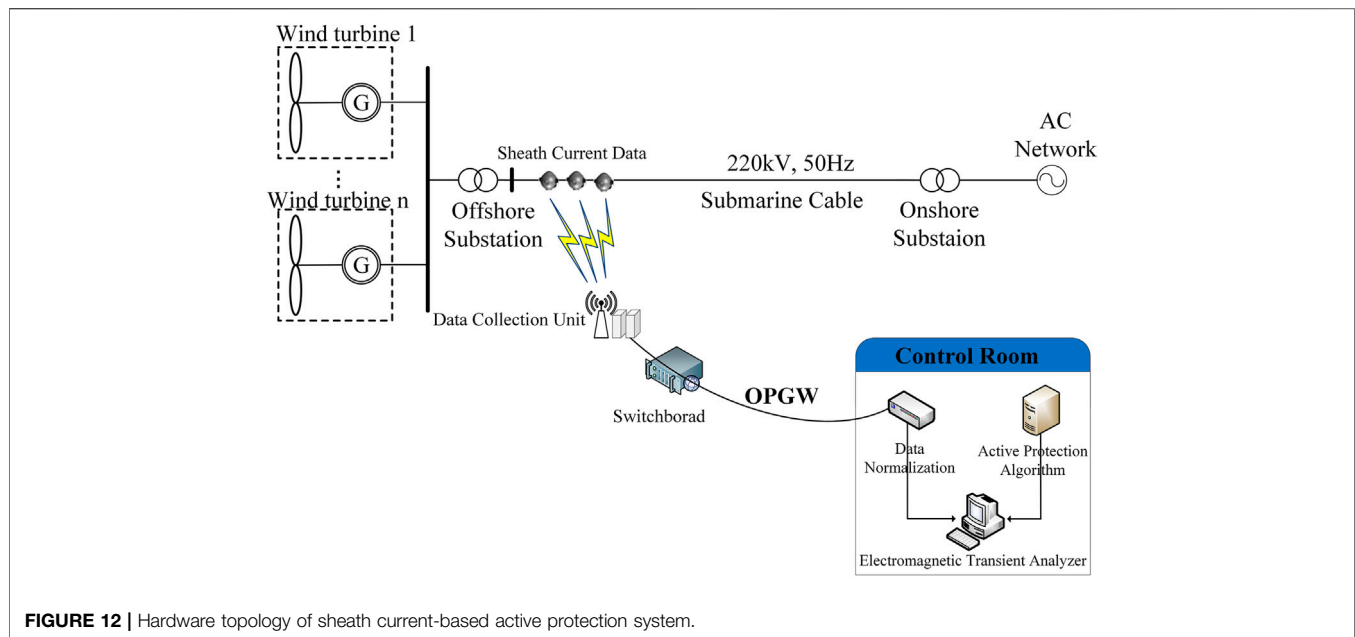 Wind turbine 1
G
Wind turbine n
G
Sheath Current Data
Offshore
Substation
220kV, 50Hz
Submarine Cable
Onshore
Substaion
AC
Network
Data Collection Unit
Switchborad
OPGW
Control Room
Data
Normalization
Active Protection
Algorithm
Electromagnetic Transient Analyzer
FIGURE 12 | Hardware topology of sheath current-based active protection system.